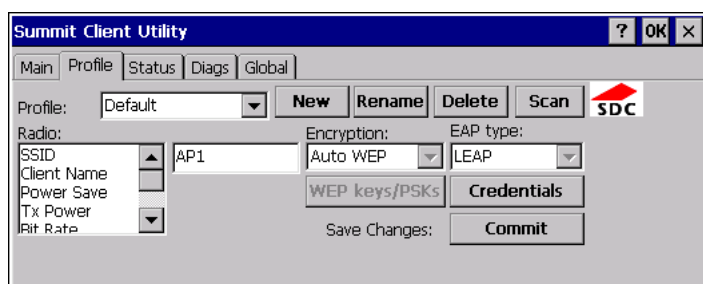 Summit Client Utility ? OK ×
Main Profile Status Diags Global
Profile: Default New Rename Delete Scan SDC
Radio: Encryption: EAP type:
SSID AP1 Auto WEP LEAP
Client Name
Power Save WEP keys/PSKs Credentials
Tx Power
Bit Rate Save Changes: Commit